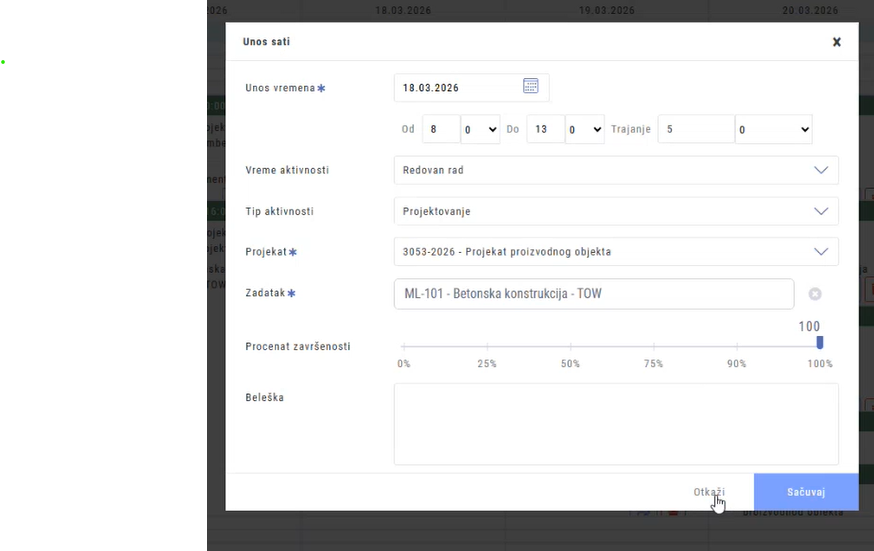 026
18.03.2026
19.03.2026
20.03.2026
Unos sati
x
Unos vremena*
18.03.2026
Od 8 0 Do 13 0 Trajanje 5 0
Vreme aktivnosti
Redovan rad
Tip aktivnosti
Projektovanje
Projekat*
3053-2026 - Projekat proizvodnog objekta
Zadatak*
ML-101 - Betonska konstrukcija - TOW
100
Procenat završenosti
0% 25% 50% 75% 90% 100%
Beleška
Otkaži
Sačuvaj
proizvodnog objekta